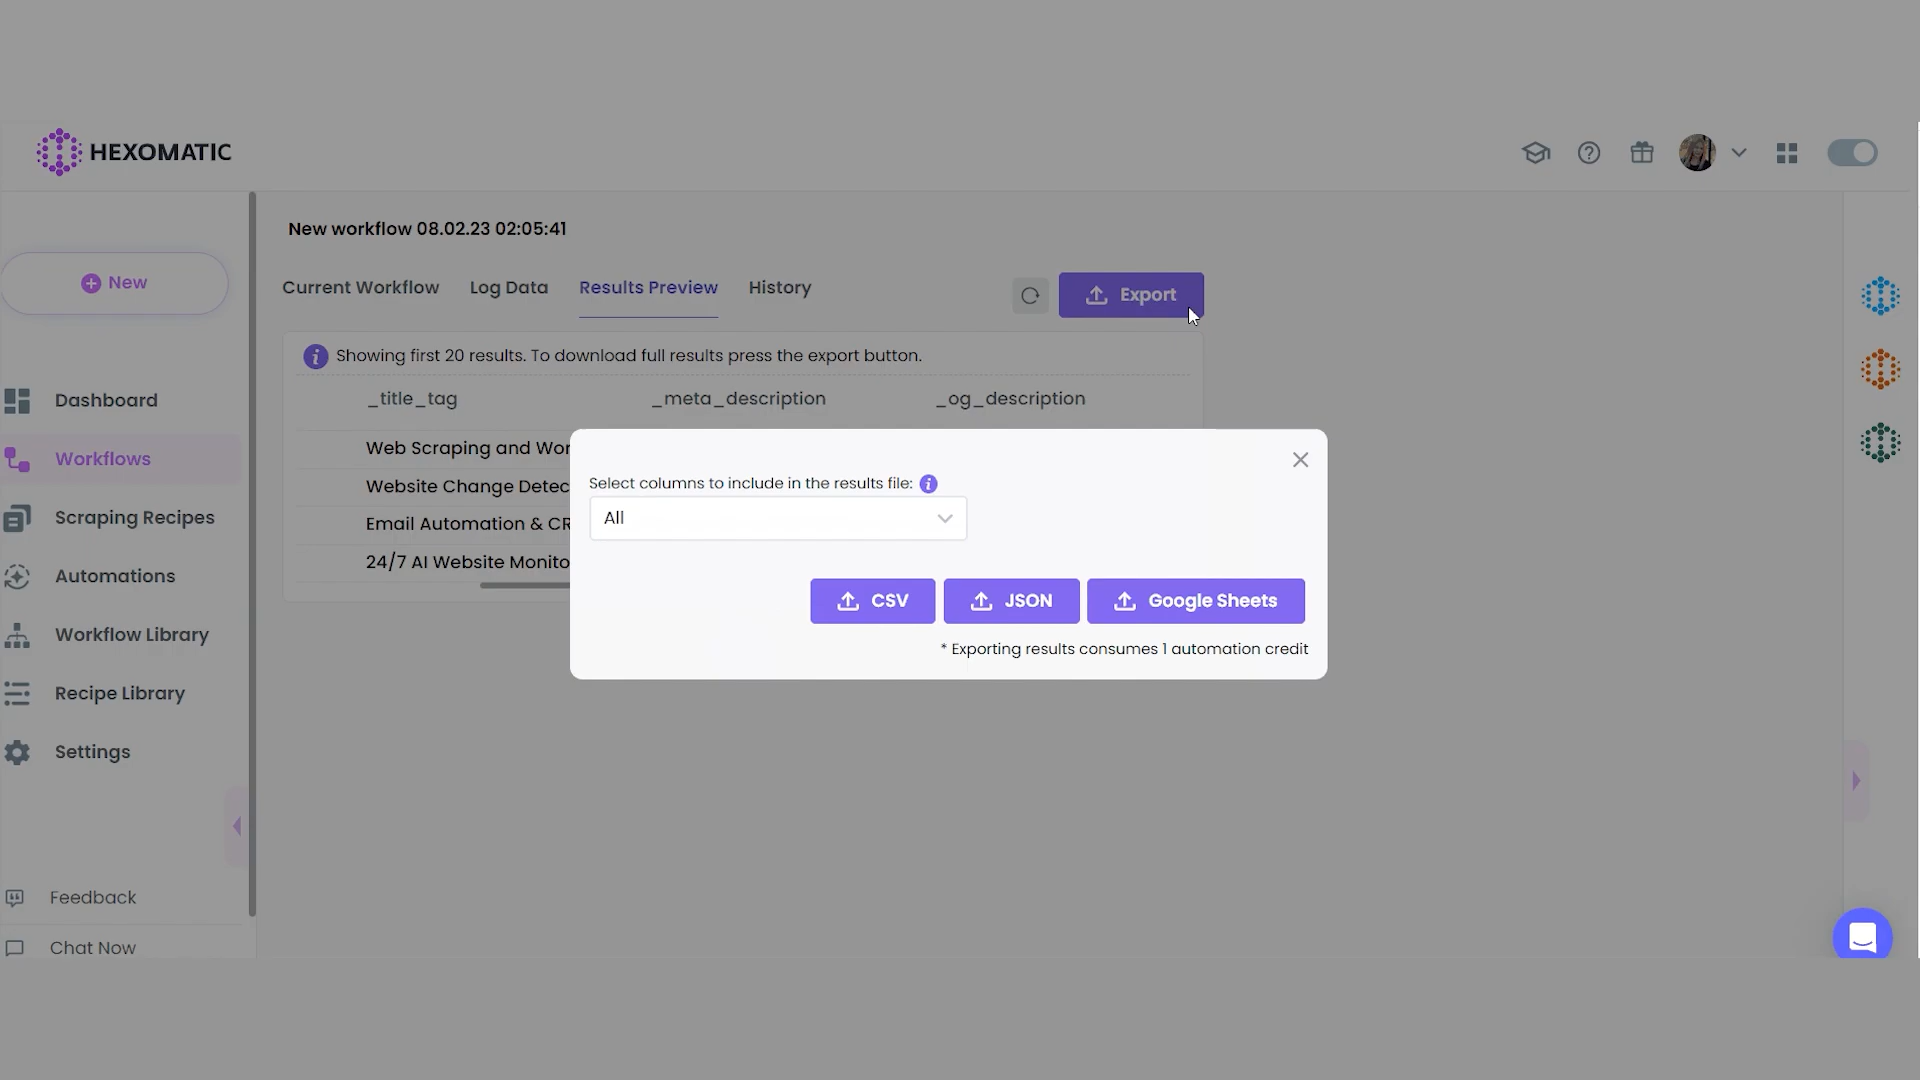 HEXOMATIC
New workflow 08.02.23 02:05:41
New
Current Workflow
Log Data
Results Preview
History
Export
Showing first 20 results. To download full results press the export button.
_title_tag
_meta_description
_og_description
Web Scraping and Wor
Website Change Detec
Email Automation & CR
24/7 AI Website Monito
Select columns to include in the results file:
All
CSV
JSON
Google Sheets
* Exporting results consumes 1 automation credit
Dashboard
Workflows
Scraping Recipes
Automations
Workflow Library
Recipe Library
Settings
Feedback
Chat Now